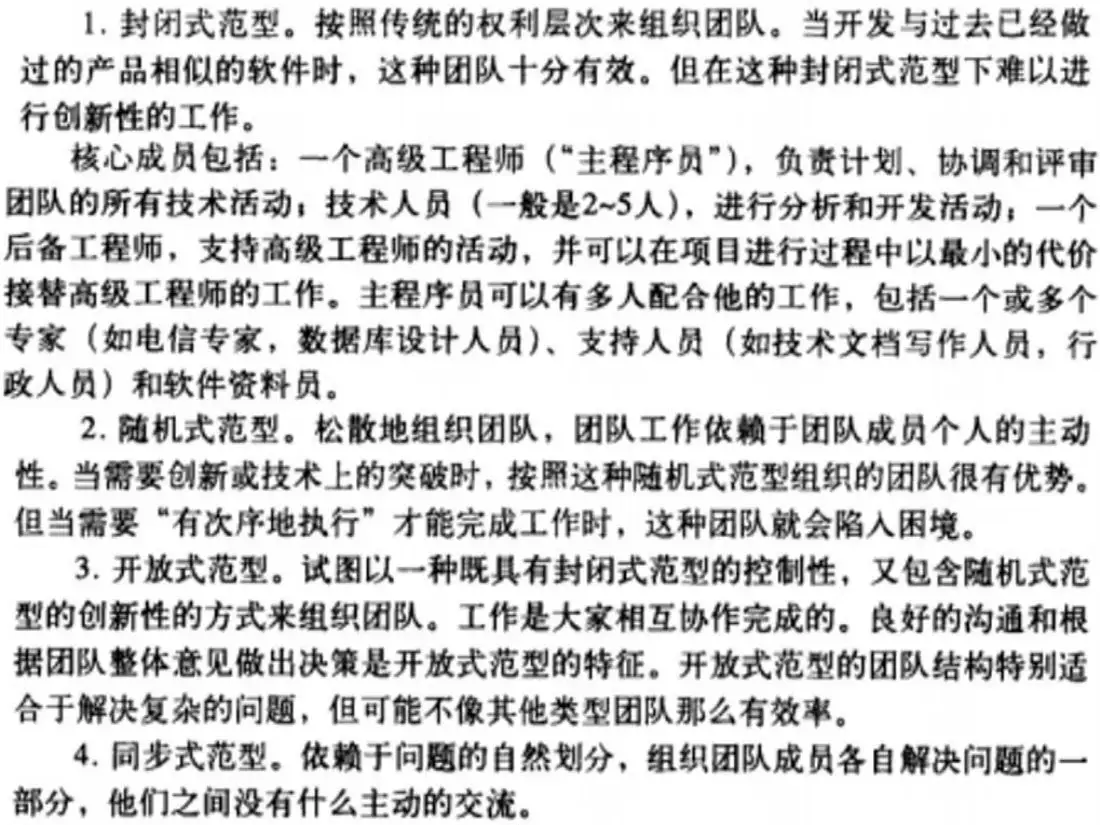 1. 封闭式范型。按照传统的权利层次来组织团队。当开发与过去已经做
过的产品相似的软件时，这种团队十分有效。但在这种封闭式范型下难以进
行创新性的工作。
核心成员包括：一个高级工程师（“主程序员”），负责计划、协调和评审
团队的所有技术活动；技术人员（一般是2~5人），进行分析和开发活动；一个
后备工程师，支持高级工程师的活动，并可以在项目进行过程中以最小的代价
接替高级工程师的工作。主程序员可以有多人配合他的工作，包括一个或多个
专家（如电信专家，数据库设计人员）、支持人员（如技术文档写作人员，行
政人员）和软件资料员。
2. 随机式范型。松散地组织团队，团队工作依赖于团队成员个人的主动
性。当需要创新或技术上的突破时，按照这种随机式范型组织的团队很有优势。
但当需要“有次序地执行”才能完成工作时，这种团队就会陷入困境。
3. 开放式范型。试图以一种既具有封闭式范型的控制性，又包含随机式范
型的创新性的方式来组织团队。工作是大家相互协作完成的。良好的沟通和根
据团队整体意见做出决策是开放式范型的特征。开放式范型的团队结构特别适
合于解决复杂的问题，但可能不像其他类型团队那么有效率。
4. 同步式范型。依赖于问题的自然划分，组织团队成员各自解决问题的一
部分，他们之间没有什么主动的交流。